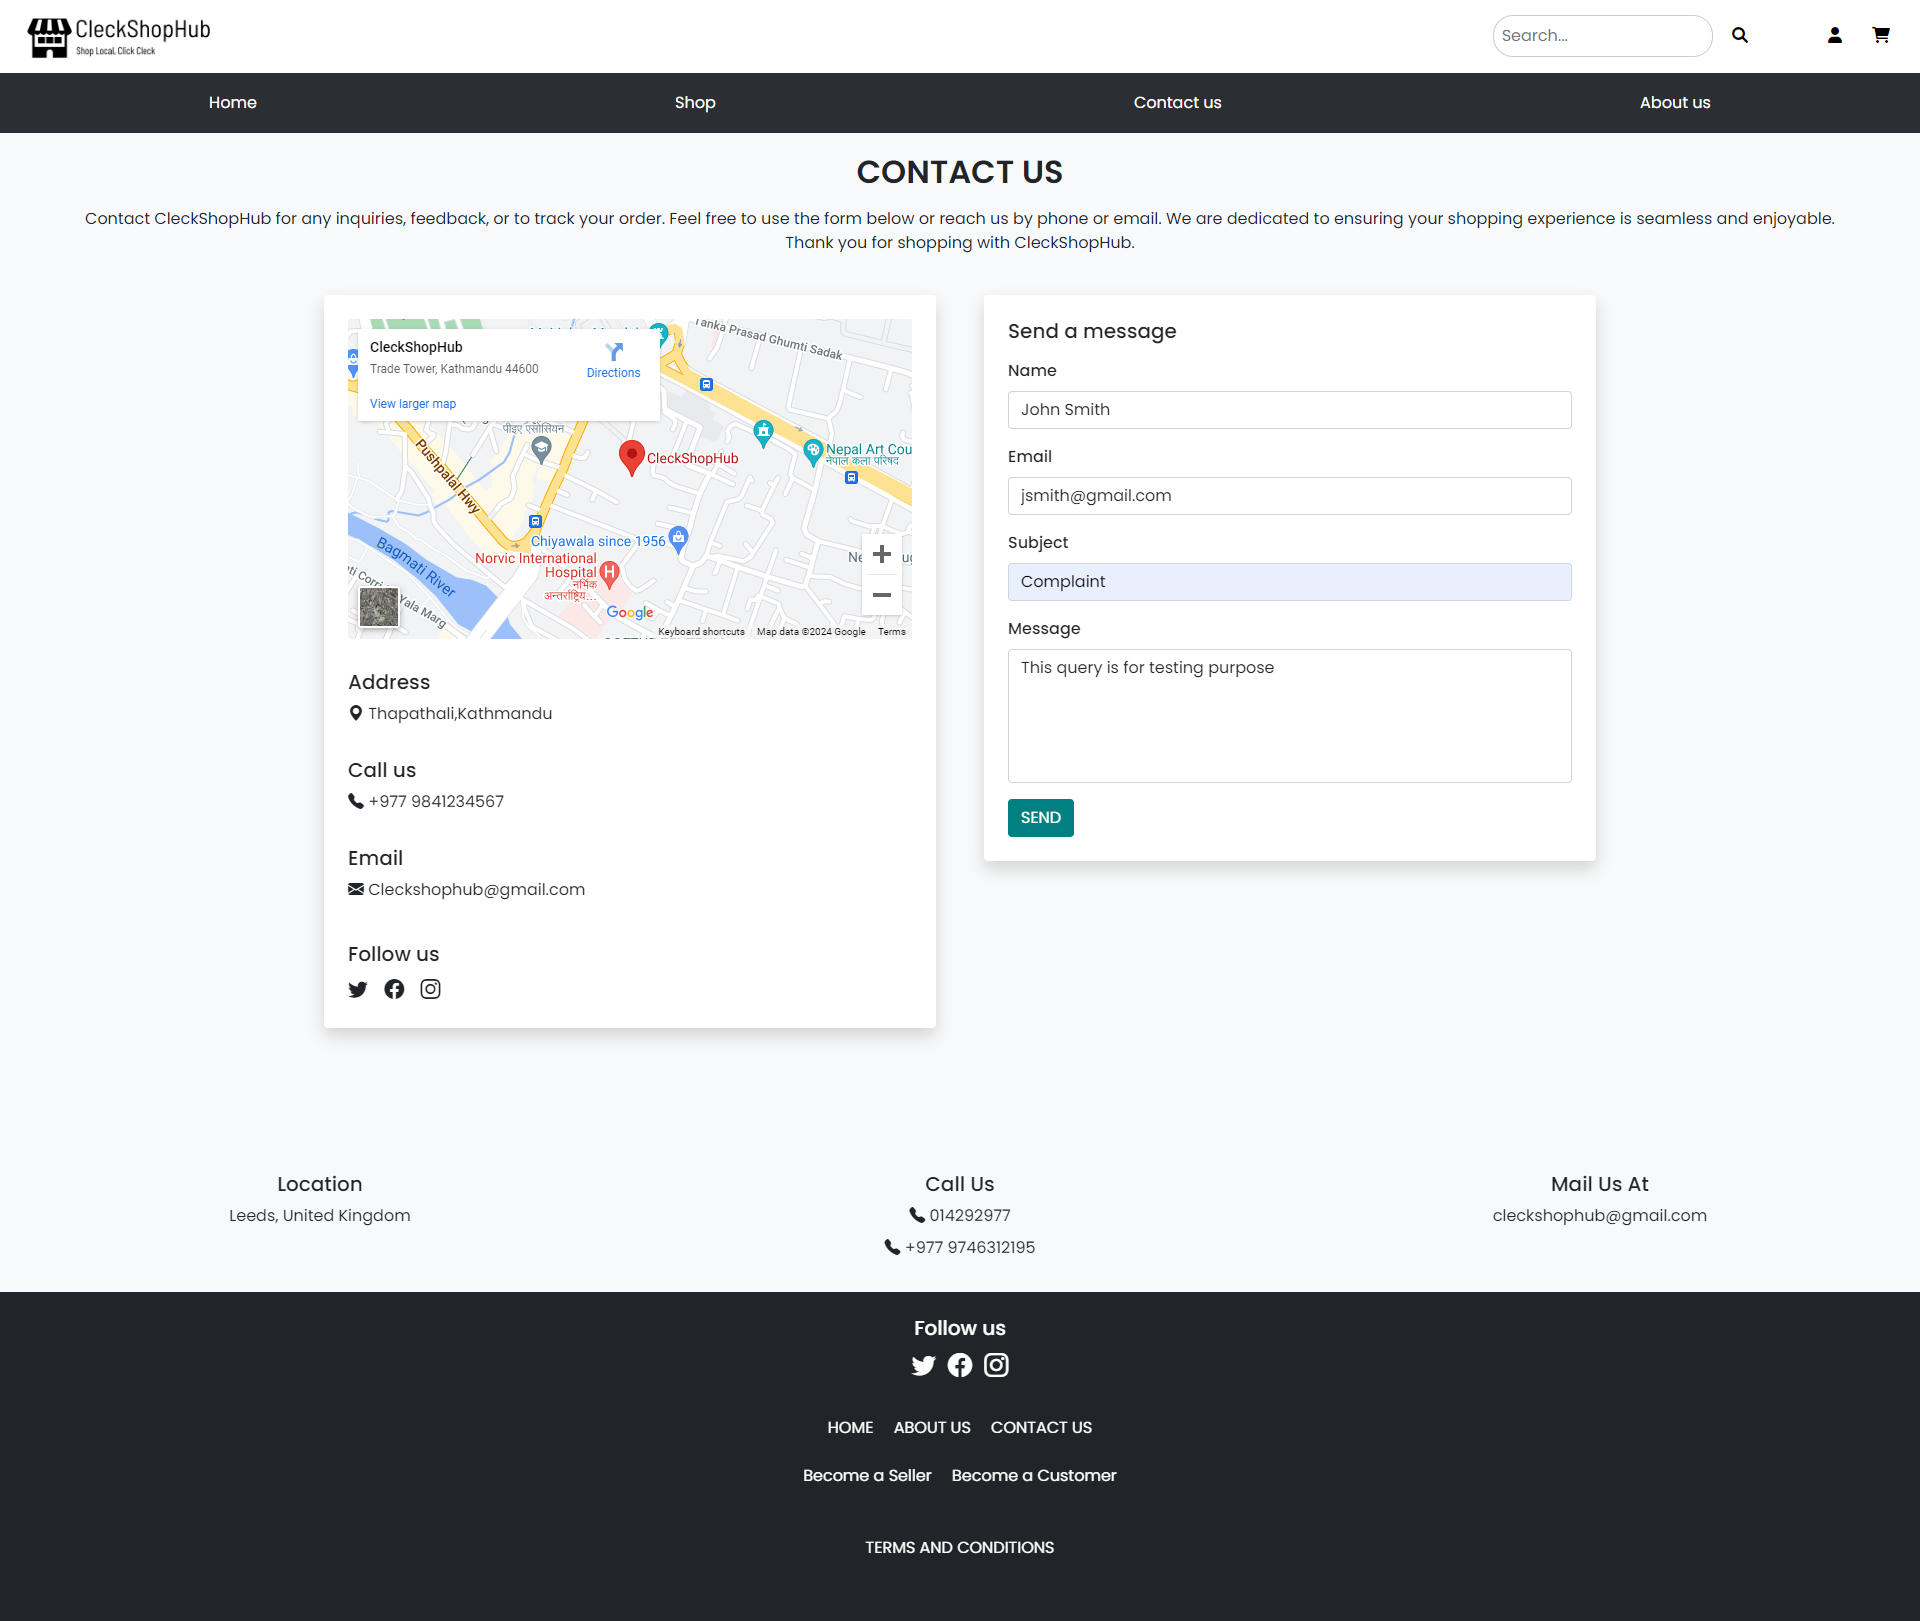 CleckShopHub
Shop Local, Click Cleck
Search...
Home
Shop
Contact us
About us
CONTACT US
Contact CleckShopHub for any inquiries, feedback, or to track your order. Feel free to use the form below or reach us by phone or email. We are dedicated to ensuring your shopping experience is seamless and enjoyable.
Thank you for shopping with CleckShopHub.
CleckShopHub
Trade Tower, Kathmandu 44600
Directions
View larger map
Tanka Prasad Ghumti Sadak
पीइए एसोसियन
Pushpalal Hwy
CleckShopHub
Nepal Art Cou
नेपाल कला परिषद
Chiyawala since 1956
Norvic International
Hospital
नर्भिक
अन्तर्राष्ट्रिय...
Bagmati River
Yala Marg
Google
Keyboard shortcuts
Map data ©2024 Google
Terms
Address
Thapathali,Kathmandu
Call us
+977 9841234567
Email
Cleckshophub@gmail.com
Follow us
Send a message
Name
John Smith
Email
jsmith@gmail.com
Subject
Complaint
Message
This query is for testing purpose
SEND
Location
Leeds, United Kingdom
Call Us
014292977
+977 9746312195
Mail Us At
cleckshophub@gmail.com
Follow us
HOME ABOUT US CONTACT US
Become a Seller Become a Customer
TERMS AND CONDITIONS